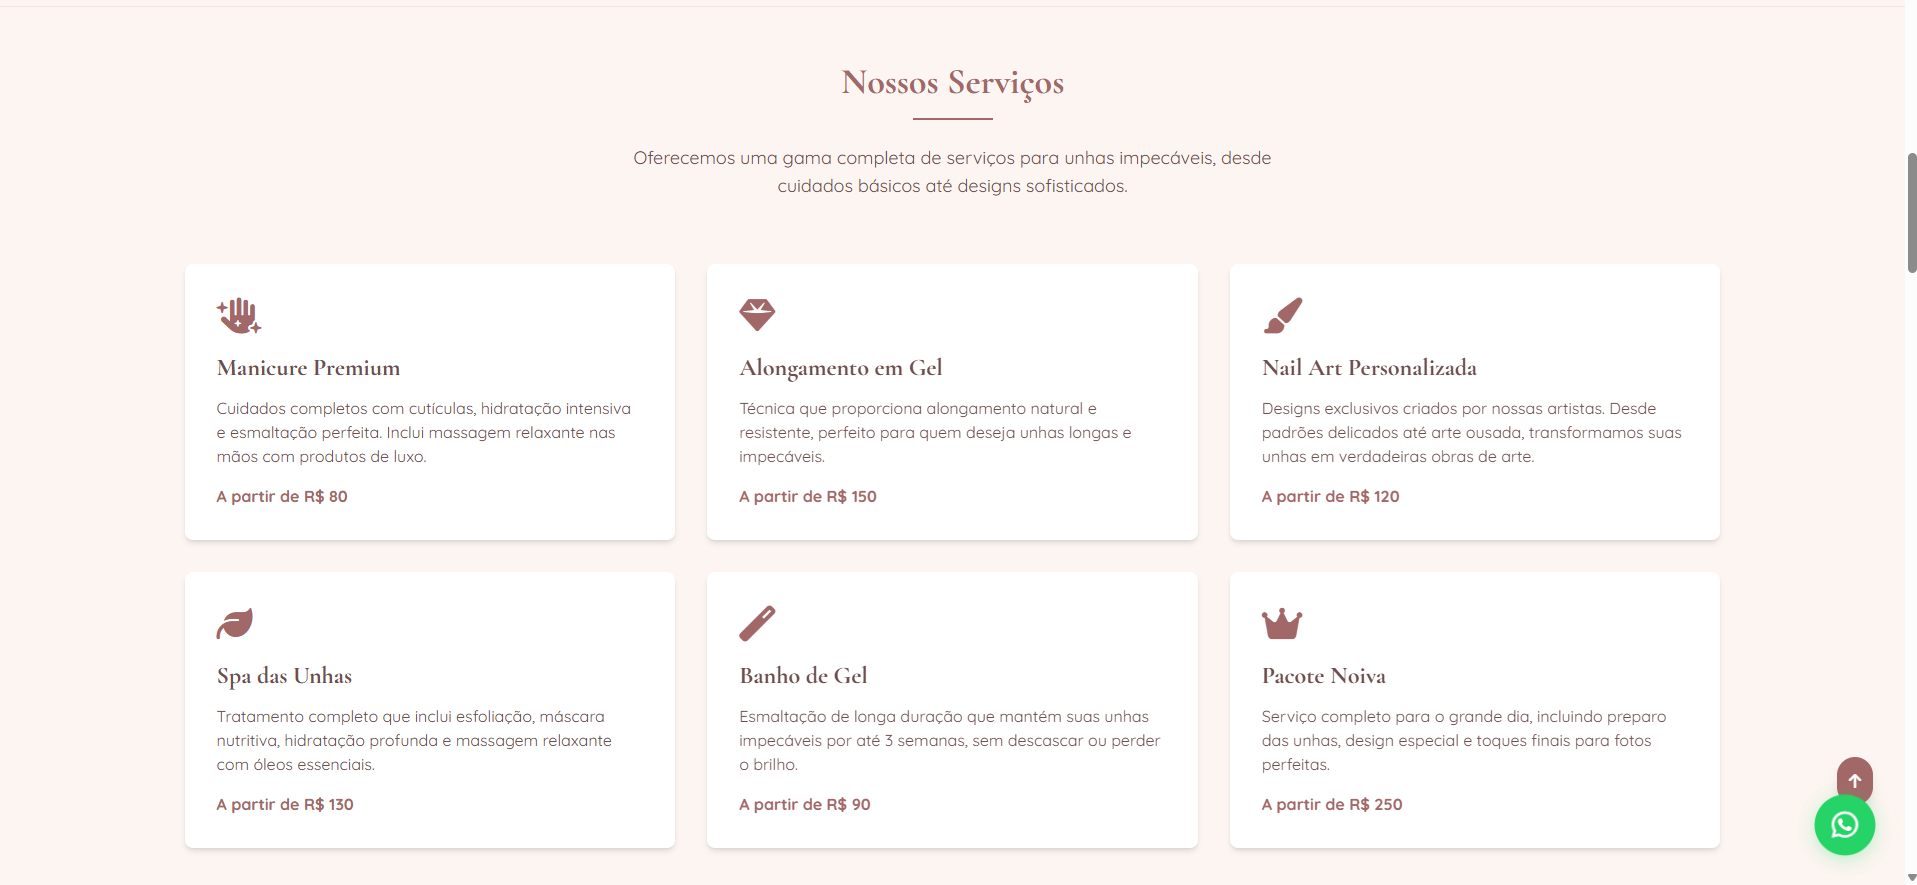 Nossos Serviços
Oferecemos uma gama completa de serviços para unhas impecáveis, desde
cuidados básicos até designs sofisticados.
Manicure Premium
Cuidados completos com cutículas, hidratação intensiva
e esmaltação perfeita. Inclui massagem relaxante nas
mãos com produtos de luxo.
A partir de R$ 80
Alongamento em Gel
Técnica que proporciona alongamento natural e
resistente, perfeito para quem deseja unhas longas e
impecáveis.
A partir de R$ 150
Nail Art Personalizada
Designs exclusivos criados por nossas artistas. Desde
padrões delicados até arte ousada, transformamos suas
unhas em verdadeiras obras de arte.
A partir de R$ 120
Spa das Unhas
Tratamento completo que inclui esfoliação, máscara
nutritiva, hidratação profunda e massagem relaxante
com óleos essenciais.
A partir de R$ 130
Banho de Gel
Esmaltação de longa duração que mantém suas unhas
impecáveis por até 3 semanas, sem descascar ou perder
o brilho.
A partir de R$ 90
Pacote Noiva
Serviço completo para o grande dia, incluindo preparo
das unhas, design especial e toques finais para fotos
perfeitas.
A partir de R$ 250